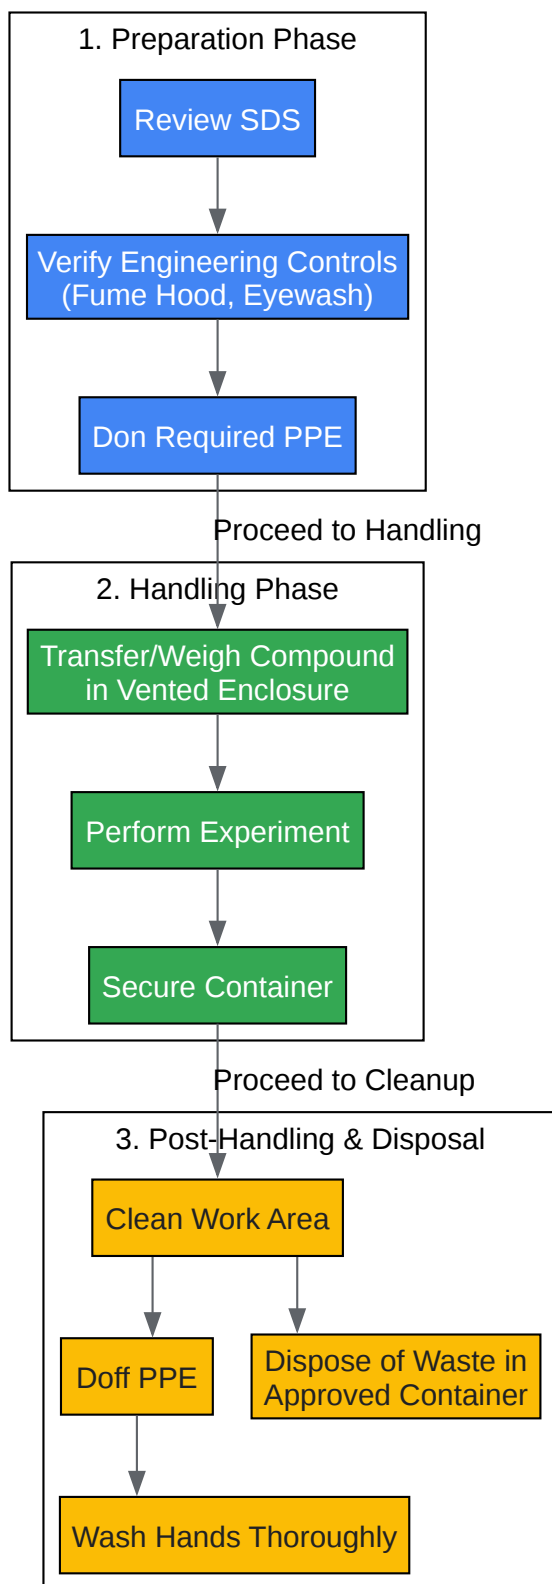 1. Preparation Phase
Review SDS
Verify Engineering Controls
(Fume Hood, Eyewash)
Don Required PPE
Proceed to Handling
2. Handling Phase
Transfer/Weigh Compound
in Vented Enclosure
Perform Experiment
Secure Container
Proceed to Cleanup
3. Post-Handling & Disposal
Clean Work Area
Doff PPE
Dispose of Waste in
Approved Container
Wash Hands Thoroughly